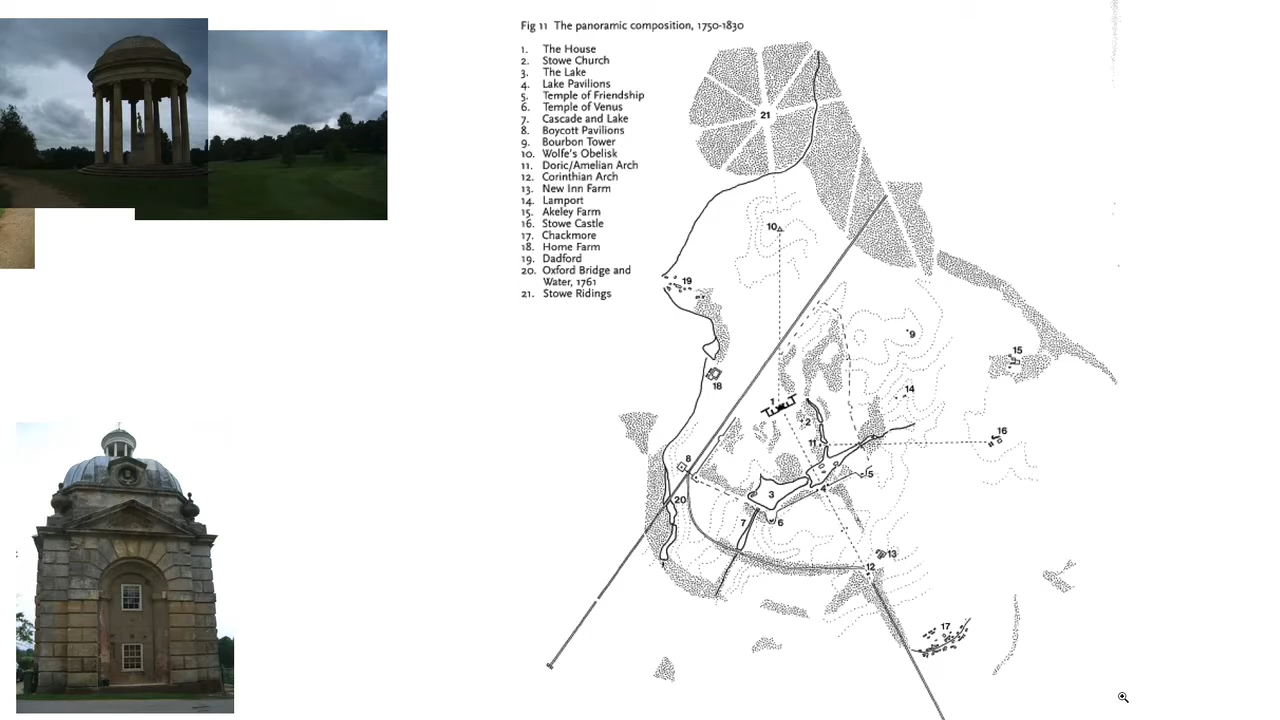 Fig 11 The panoramic composition, 1750-1830
1. The House
2. Stowe Church
3. The Lake
4. Lake Pavilions
5. Temple of Friendship
6. Temple of Venus
7. Cascade and Lake
8. Boycott Pavilions
9. Bourbon Tower
10. Wolfe's Obelisk
11. Doric/Amelian Arch
12. Corinthian Arch
13. New Inn Farm
14. Lamport
15. Akeley Farm
16. Stowe Castle
17. Chackmore
18. Home Farm
19. Dadford
20. Oxford Bridge and
Water, 1761
21. Stowe Ridings
21
10
19
9
15
18
14
1
2
16
11
8
5
4
3
20
7
6
13
12
17